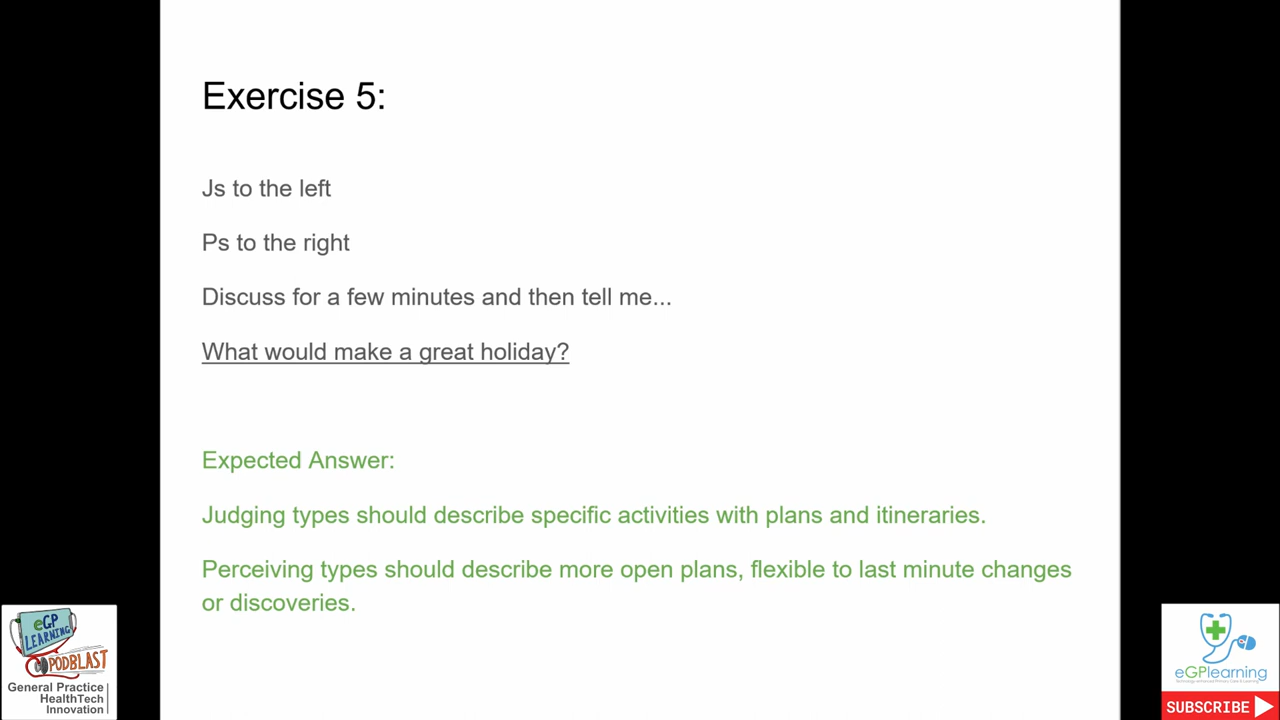 Exercise 5:
Js to the left
Ps to the right
Discuss for a few minutes and then tell me...
What would make a great holiday?
Expected Answer:
Judging types should describe specific activities with plans and itineraries.
Perceiving types should describe more open plans, flexible to last minute changes
or discoveries.
eGP
LEARNING
PODBLAST
General Practice
HealthTech
Innovation
eGPlearning
SUBSCRIBE